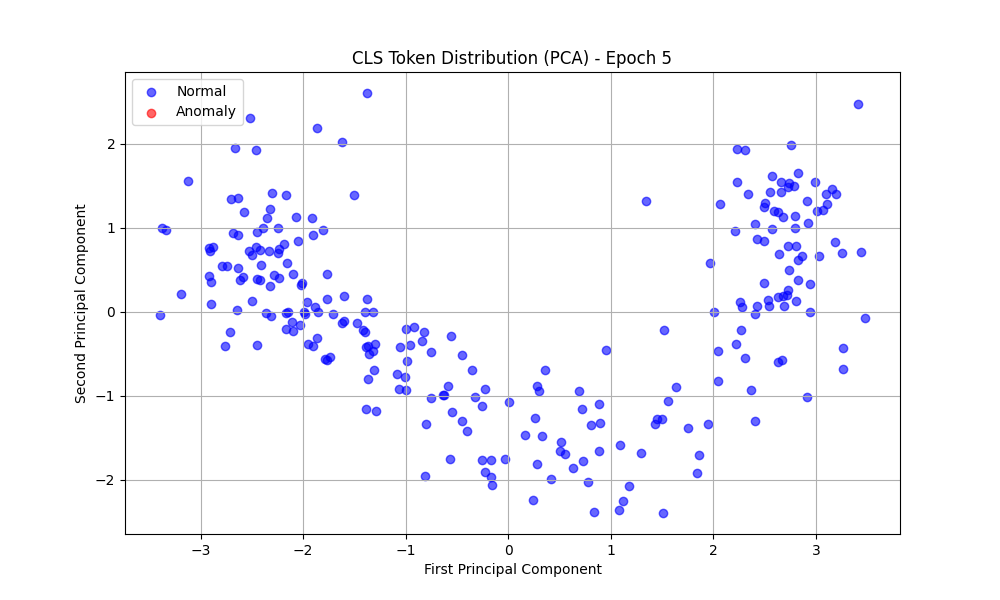 CLS Token Distribution (PCA) - Epoch 5
Normal
Anomaly
Second Principal Component
2
1
0
−1
−2
−3 −2 −1 0 1 2 3
First Principal Component